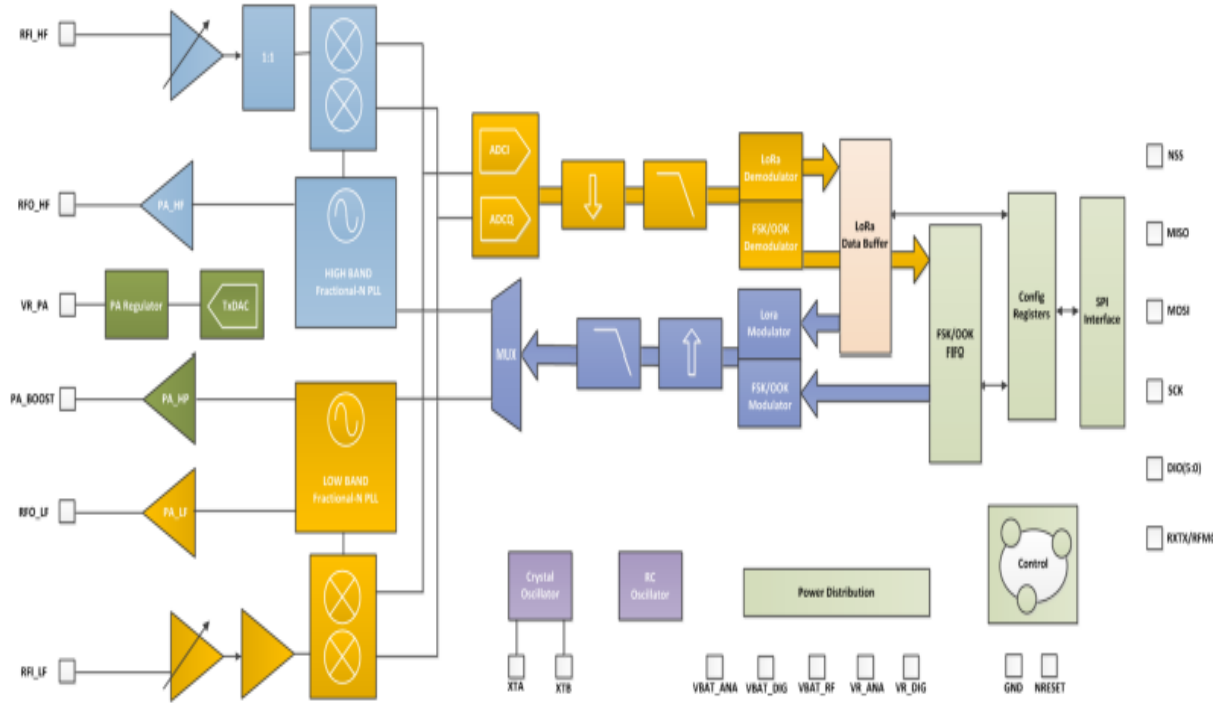 RFI_HF
1:1
RFO_HF
PA_HF
HIGH BAND
Fractional-N PLL
VR_PA
PA Regulator
TxDAC
PA_BOOST
PA_HP
LOW BAND
Fractional-N PLL
RFO_LF
PA_LF
RFI_LF
ADCI
ADCQ
MUX
LoRa
Demodulator
FSK/OOK
Demodulator
Lora
Modulator
FSK/OOK
Modulator
LoRa
Data Buffer
FSK/OOK
FIFO
Config
Registers
SPI
Interface
NSS
MISO
MOSI
SCK
DIO(5:0)
RXTX/RFMO
Crystal
Oscillator
RC
Oscillator
Power Distribution
Control
XTA
XTB
VBAT_ANA
VBAT_DIG
VBAT_RF
VR_ANA
VR_DIG
GND
NRESET